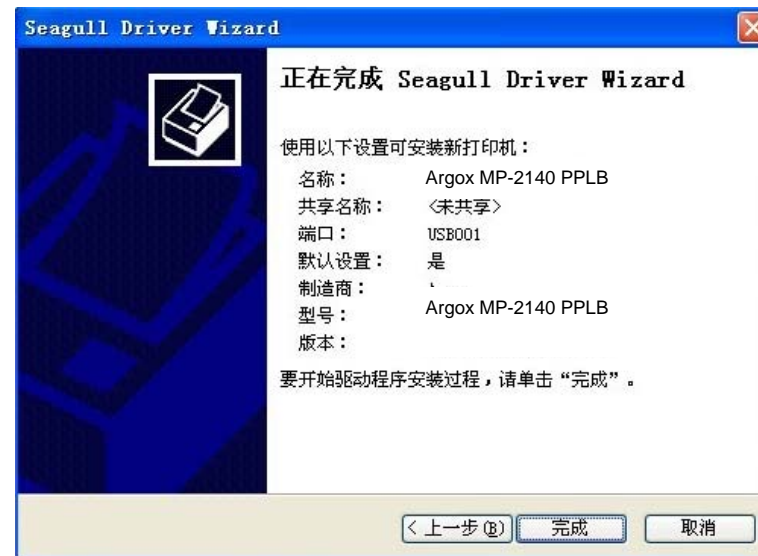 Seagull Driver Wizard
正在完成 Seagull Driver Wizard
使用以下设置可安装新打印机：
名称： Argox MP-2140 PPLB
共享名称： <未共享>
端口： USB001
默认设置： 是
制造商：
型号： Argox MP-2140 PPLB
版本：
要开始驱动程序安装过程，请单击“完成”。
<上一步(B) 完成 取消